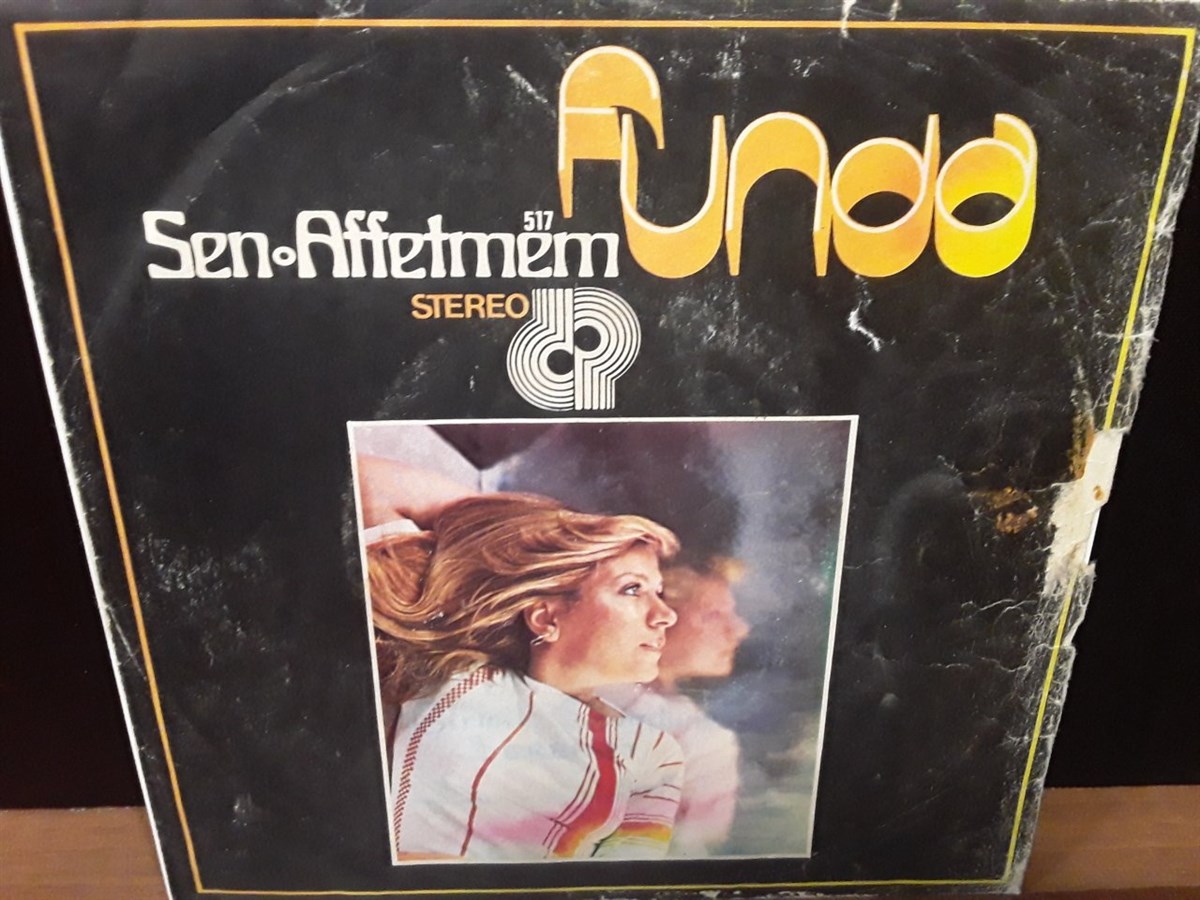 Funda
517
Sen • Affetmem
STEREO